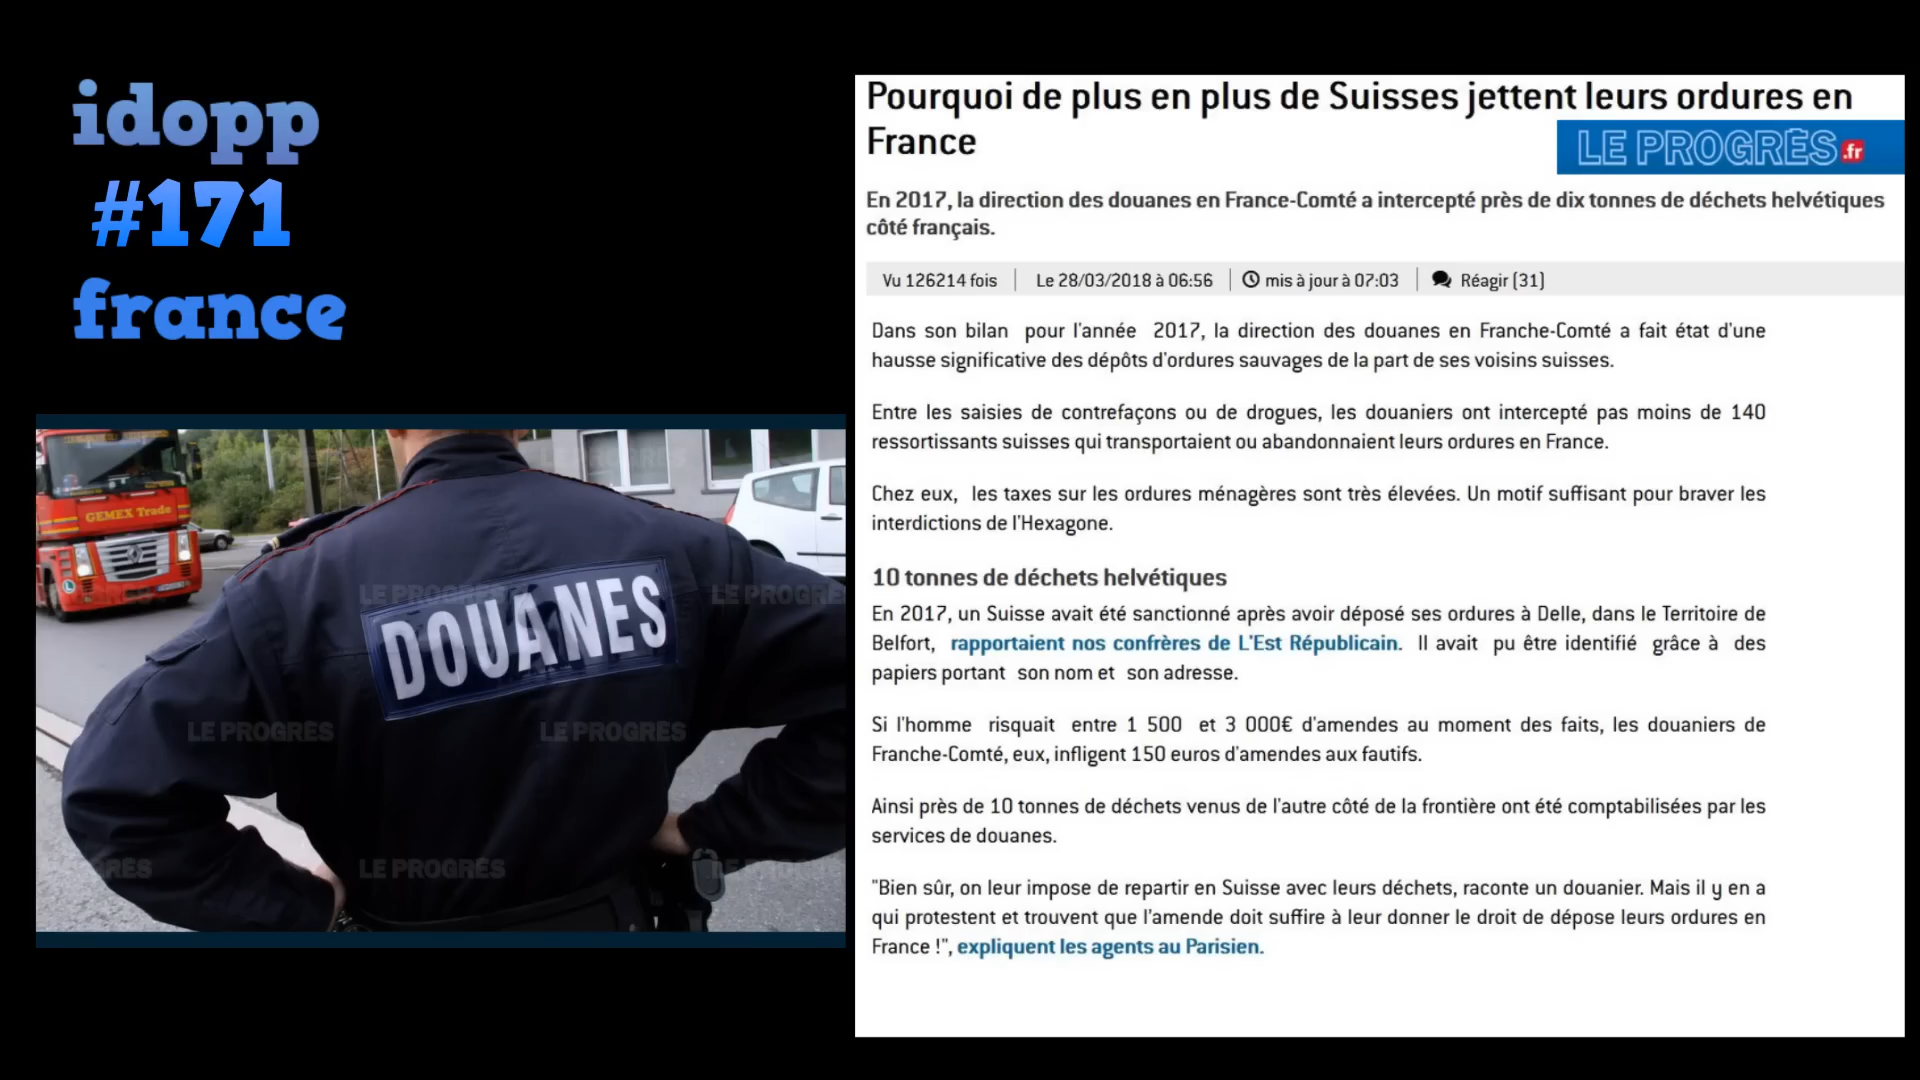 idopp
#171
france
Pourquoi de plus en plus de Suisses jettent leurs ordures en
France
LE PROGRÈS.fr
En 2017, la direction des douanes en France-Comté a intercepté près de dix tonnes de déchets helvétiques
côté français.
Vu 126214 fois | Le 28/03/2018 à 06:56 | mis à jour à 07:03 | Réagir (31)
Dans son bilan pour l'année 2017, la direction des douanes en Franche-Comté a fait état d'une
hausse significative des dépôts d'ordures sauvages de la part de ses voisins suisses.
Entre les saisies de contrefaçons ou de drogues, les douaniers ont intercepté pas moins de 140
ressortissants suisses qui transportaient ou abandonnaient leurs ordures en France.
Chez eux, les taxes sur les ordures ménagères sont très élevées. Un motif suffisant pour braver les
interdictions de l'Hexagone.
10 tonnes de déchets helvétiques
En 2017, un Suisse avait été sanctionné après avoir déposé ses ordures à Delle, dans le Territoire de
Belfort, rapportaient nos confrères de L'Est Républicain. Il avait pu être identifié grâce à des
papiers portant son nom et son adresse.
Si l'homme risquait entre 1 500 et 3 000€ d'amendes au moment des faits, les douaniers de
Franche-Comté, eux, infligent 150 euros d'amendes aux fautifs.
Ainsi près de 10 tonnes de déchets venus de l'autre côté de la frontière ont été comptabilisées par les
services de douanes.
"Bien sûr, on leur impose de repartir en Suisse avec leurs déchets, raconte un douanier. Mais il y en a
qui protestent et trouvent que l'amende doit suffire à leur donner le droit de dépose leurs ordures en
France !", expliquent les agents au Parisien.
GEMEX Trade
DOUANES
LE PROGRÈS
LE PROGRÈS
LE PROGRÈS
LE PROGRÈS